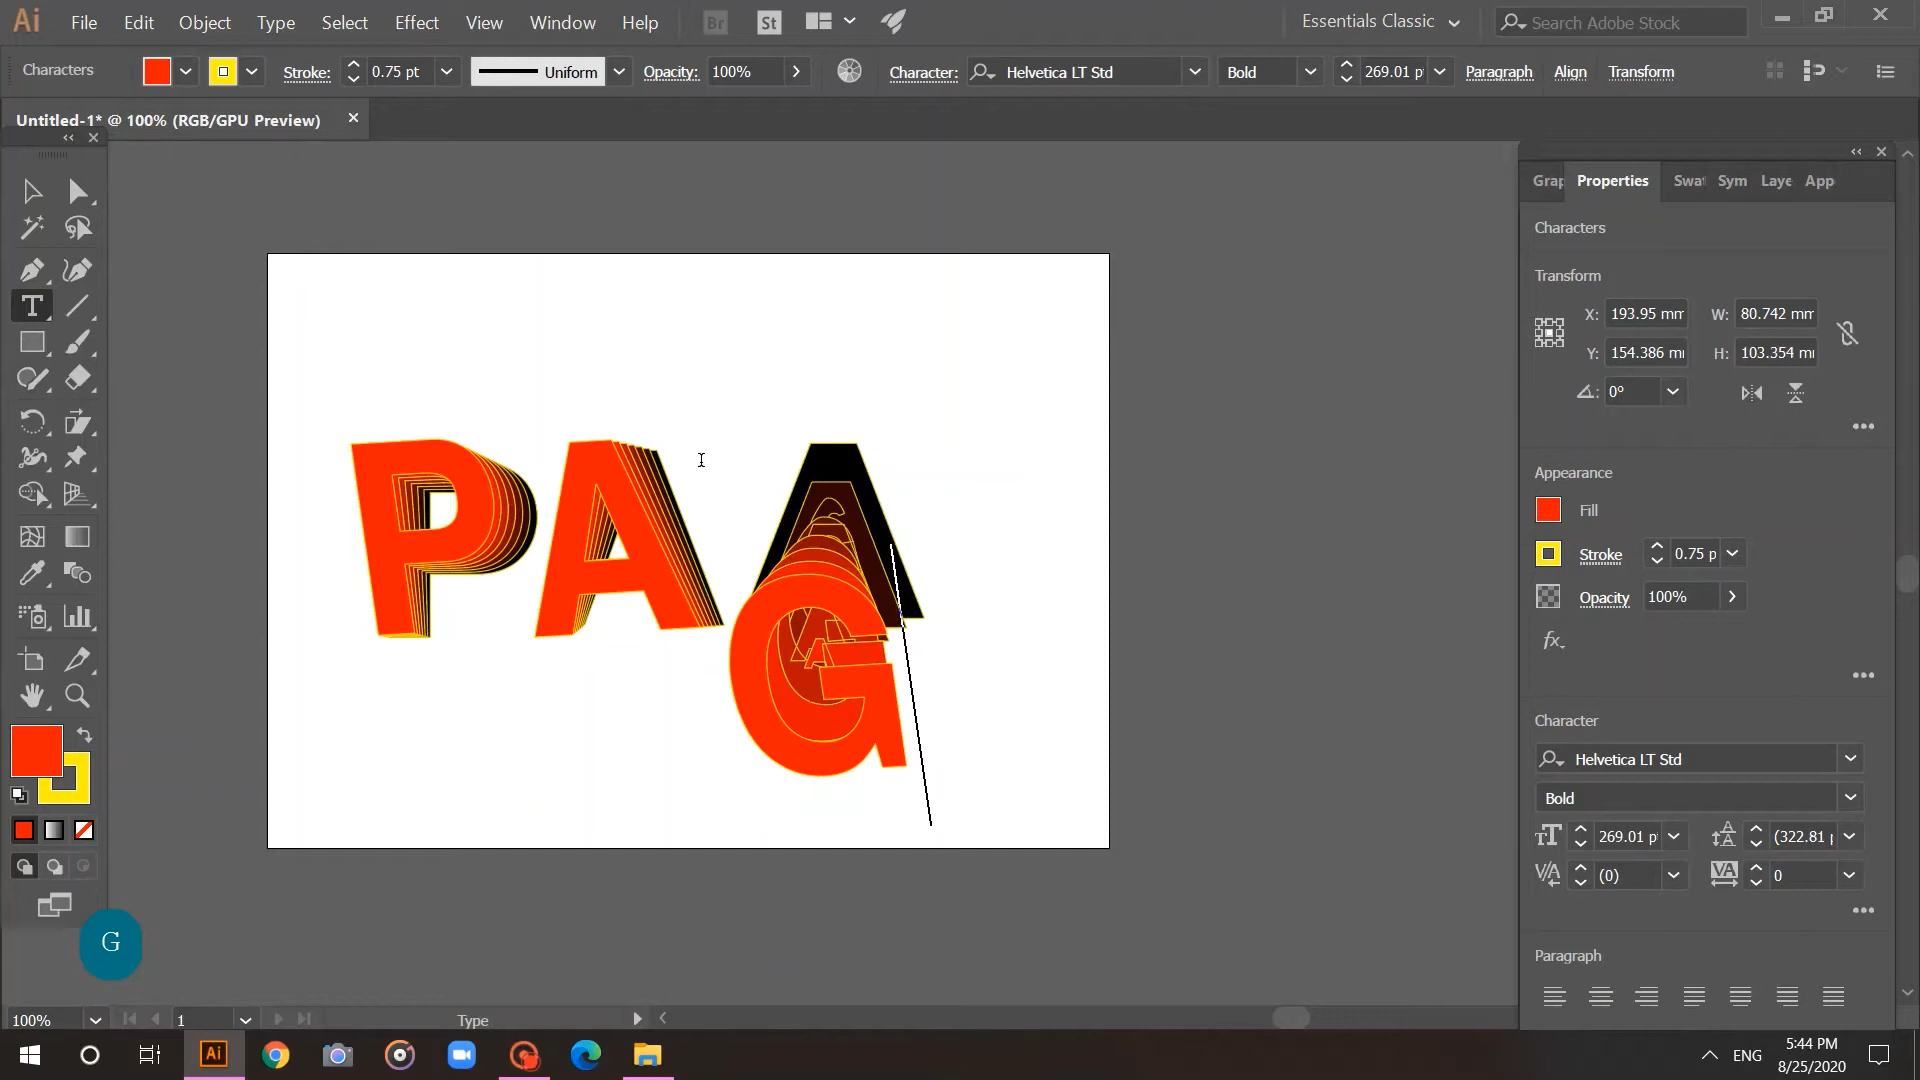 Ai File Edit Object Type Select Effect View Window Help Br St Essentials Classic Search Adobe Stock
Characters Stroke: 0.75 pt Uniform Opacity: 100% Character: Helvetica LT Std Bold 269.01 p Paragraph Align Transform
Untitled-1* @ 100% (RGB/GPU Preview)
Properties Sym Laye App
Characters
Transform
X: 193.95 mm W: 80.742 mm
Y: 154.386 m H: 103.354 m
0°
Appearance
Fill
Stroke 0.75 p
Opacity 100%
fx
Character
Helvetica LT Std
Bold
269.01 pt (322.81 p
(0) 0
Paragraph
P A A
G
G
100% 1 Type
Ai ENG 5:44 PM
8/25/2020